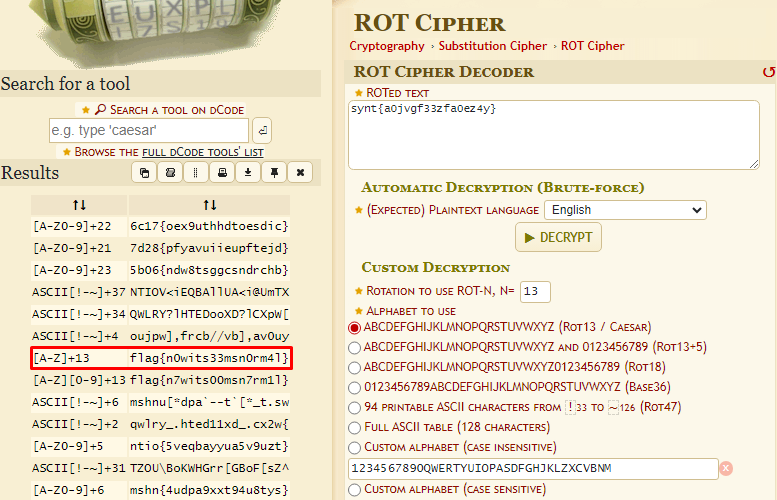 EUXPL
Search for a tool
★ 🔎 Search a tool on dCode
e.g. type 'caesar'
★ Browse the full dCode tools' list
Results
↑↓ ↑↓
[A-Z0-9]+22 6c17{oex9uthhdtoesdic}
[A-Z0-9]+21 7d28{pfyavuiieupftejd}
[A-Z0-9]+23 5b06{ndw8tsggcsndrchb}
ASCII[!-~]+37 NTIOV<iEQBAllUA<i@UmTX
ASCII[!-~]+34 QWLRY?lHTEDooXD?lCXpW[
ASCII[!-~]+4 oujpw],frcb//vb],av0uy
[A-Z]+13 flag{n0wits33msn0rm4l}
[A-Z][0-9]+13 flag{n7wits00msn7rm1l}
ASCII[!-~]+6 mshnu[*dpa`--t`[*_t.sw
ASCII[!-~]+2 qwlry_.hted11xd_.cx2w{
[A-Z0-9]+5 ntio{5veqbayyua5v9uzt}
ASCII[!-~]+31 TZOU\BoKWHGrr[GBoF[sZ^
[A-Z0-9]+6 mshn{4udpa9xxt94u8tys}
ROT Cipher
Cryptography › Substitution Cipher › ROT Cipher
ROT Cipher Decoder
★ ROTed text
synt{a0jvgf33zfa0ez4y}
Automatic Decryption (Brute-force)
★ (Expected) Plaintext language English
▶ DECRYPT
Custom Decryption
★ Rotation to use ROT-N, N= 13
★ Alphabet to use
ABCDEFGHIJKLMNOPQRSTUVWXYZ (Rot13 / Caesar)
ABCDEFGHIJKLMNOPQRSTUVWXYZ and 0123456789 (Rot13+5)
ABCDEFGHIJKLMNOPQRSTUVWXYZ0123456789 (Rot18)
0123456789ABCDEFGHIJKLMNOPQRSTUVWXYZ (Base36)
94 printable ASCII characters from !33 to ~126 (Rot47)
Full ASCII table (128 characters)
Custom alphabet (case insensitive)
1234567890QWERTYUIOPASDFGHJKLZXCVBNM
Custom alphabet (case sensitive)